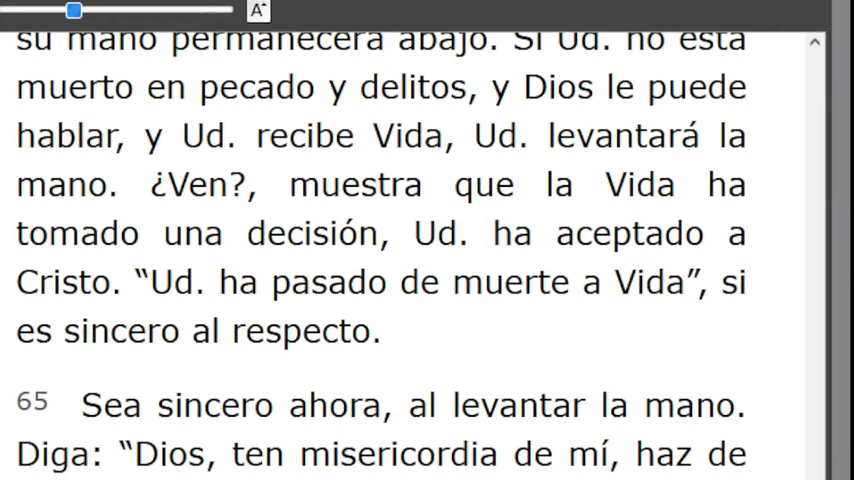 A
su mano permanecerá abajo. Si Ud. no está
muerto en pecado y delitos, y Dios le puede
hablar, y Ud. recibe Vida, Ud. levantará la
mano. ¿Ven?, muestra que la Vida ha
tomado una decisión, Ud. ha aceptado a
Cristo. “Ud. ha pasado de muerte a Vida”, si
es sincero al respecto.
65 Sea sincero ahora, al levantar la mano.
Diga: “Dios, ten misericordia de mí, haz de